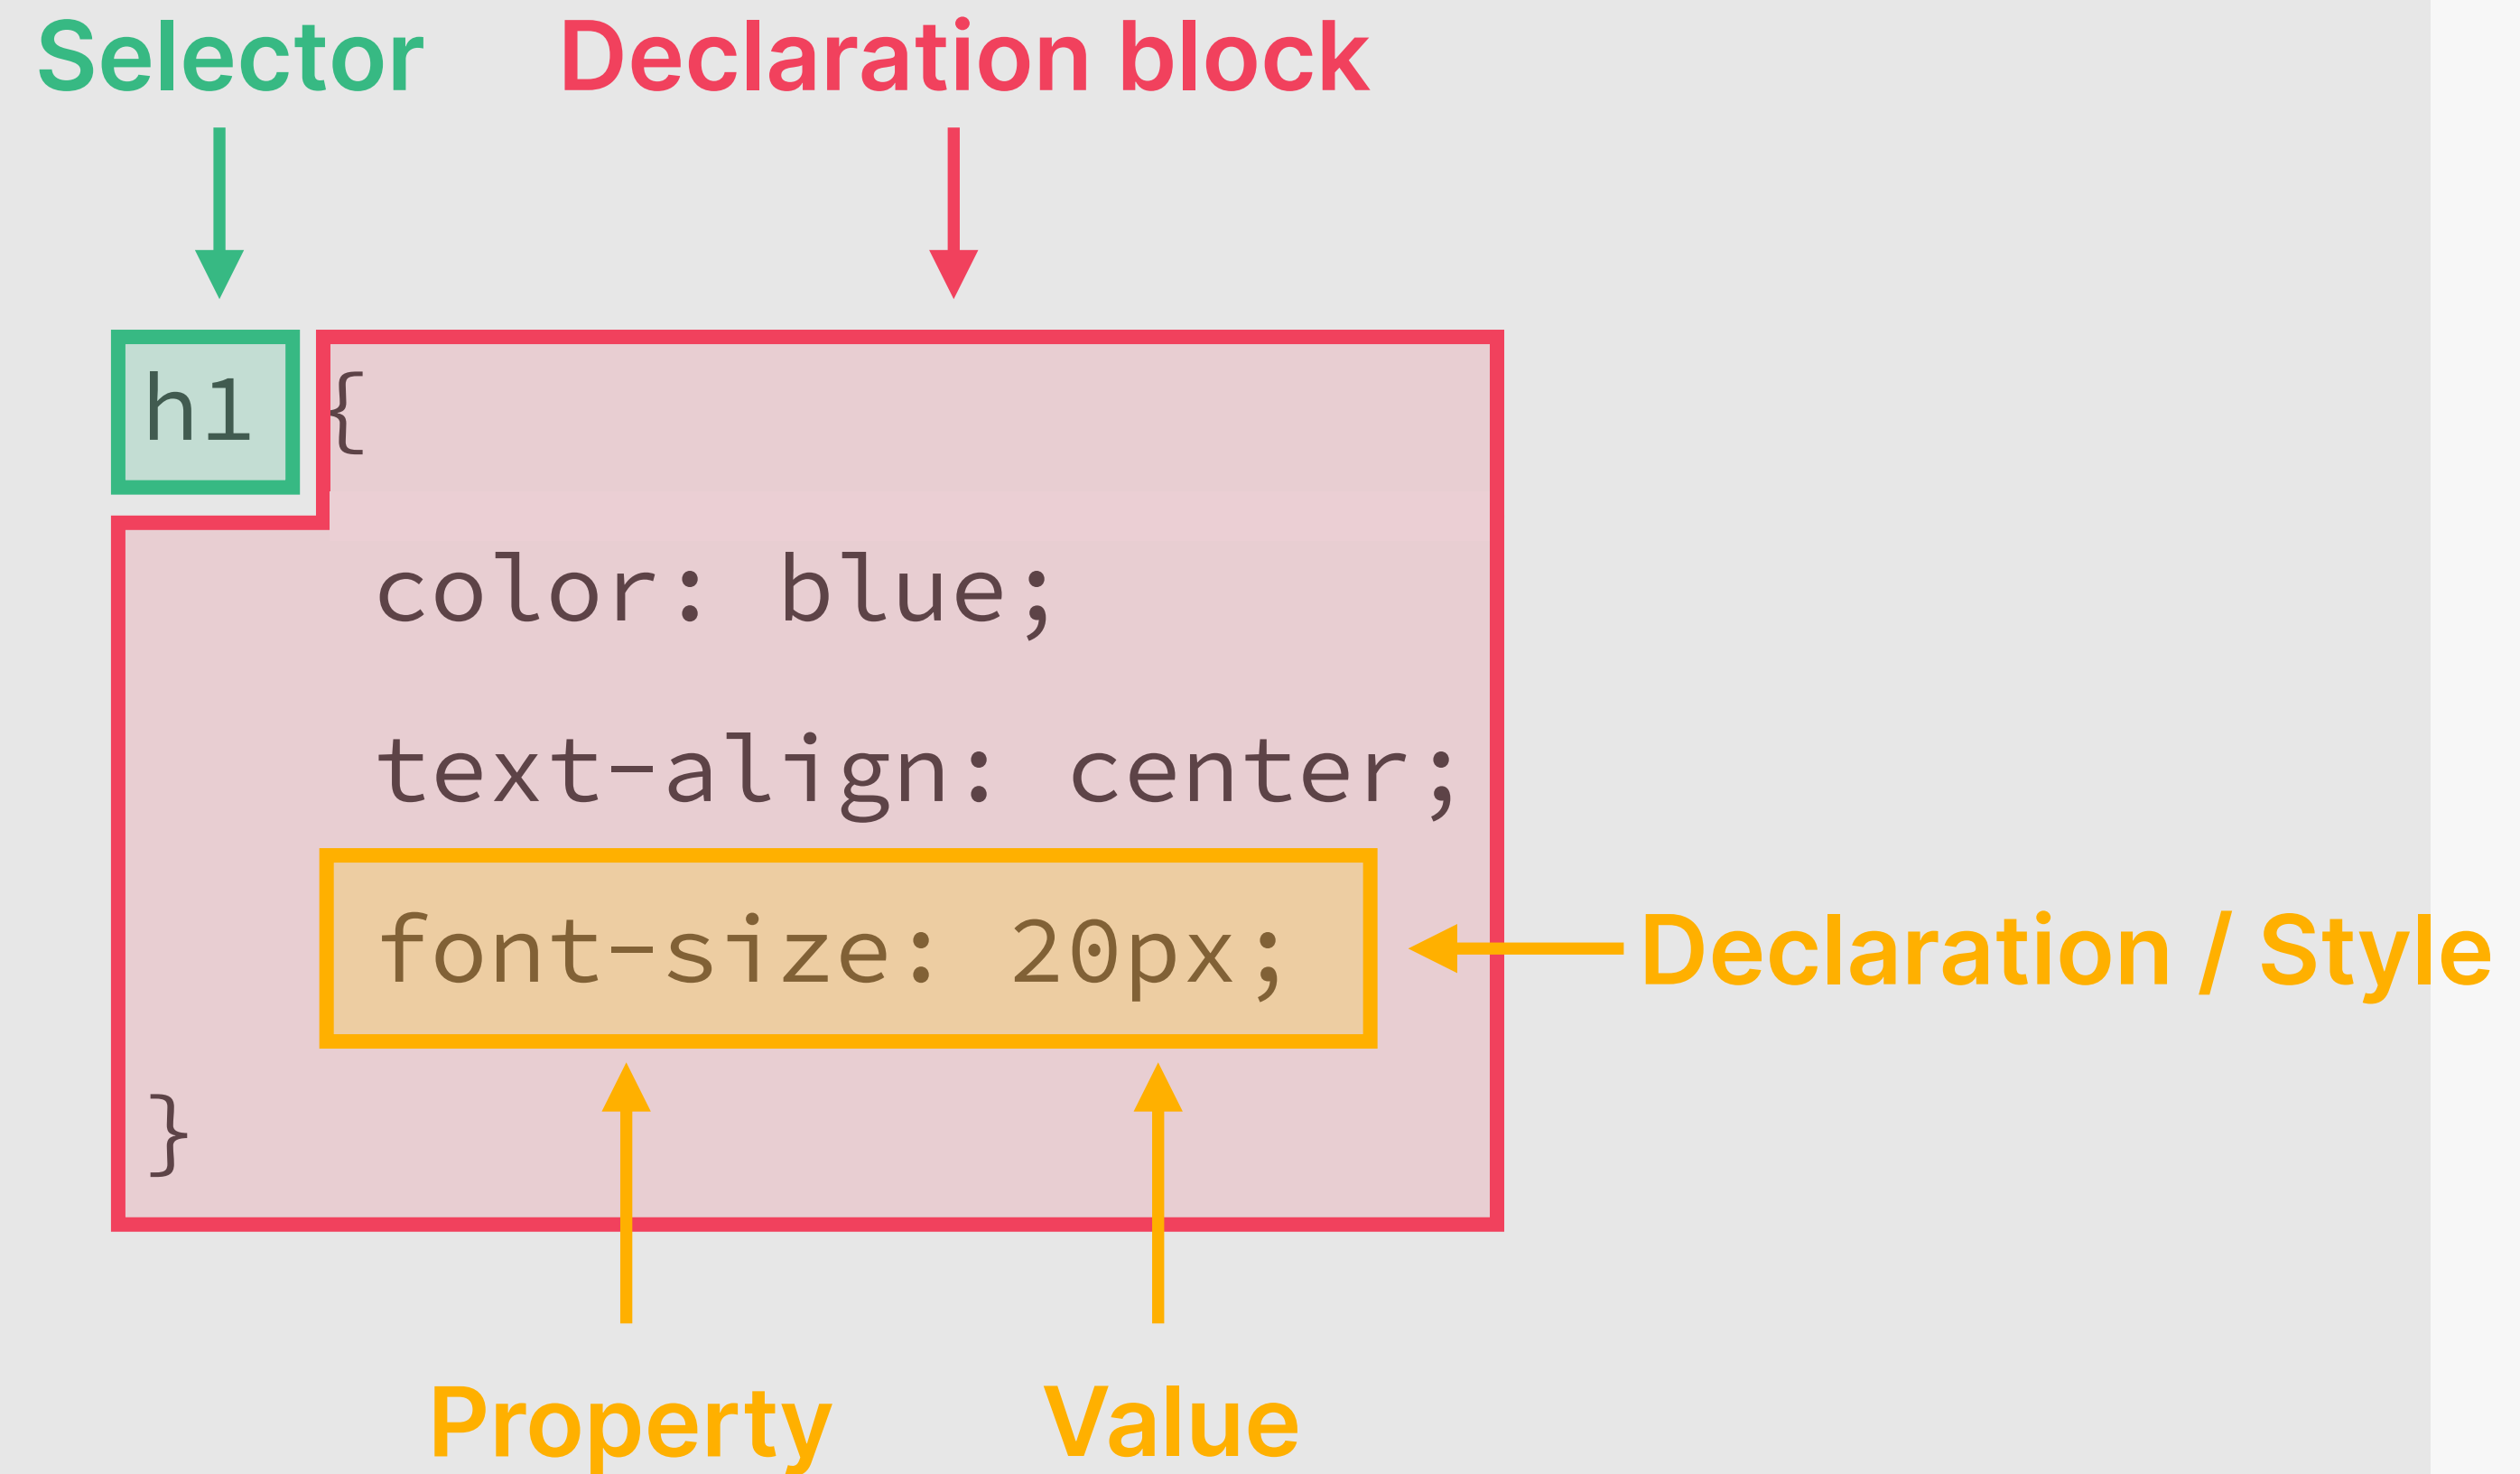 Selector Declaration block
h1 {
color: blue;
text-align: center;
font-size: 20px;
Declaration / Style
}
Property Value